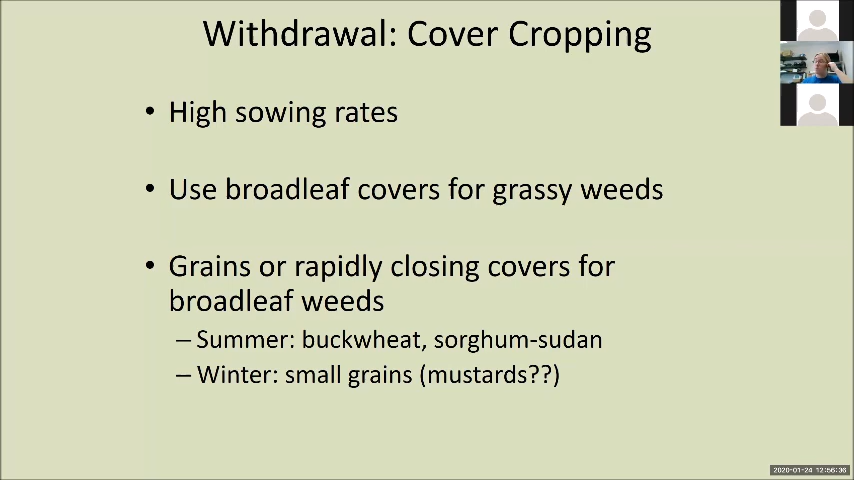 Withdrawal: Cover Cropping
• High sowing rates
• Use broadleaf covers for grassy weeds
• Grains or rapidly closing covers for
broadleaf weeds
– Summer: buckwheat, sorghum-sudan
– Winter: small grains (mustards??)
2020-01-24 12:56:36